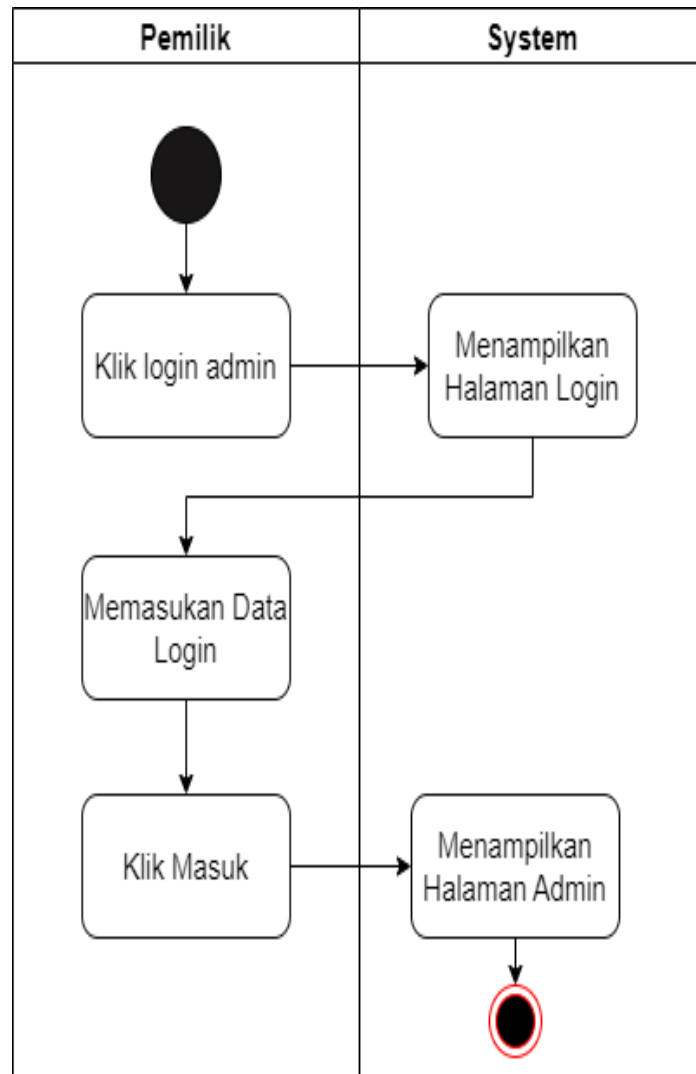 Pemilik
System
Klik login admin
Menampilkan
Halaman Login
Memasukan Data
Login
Klik Masuk
Menampilkan
Halaman Admin